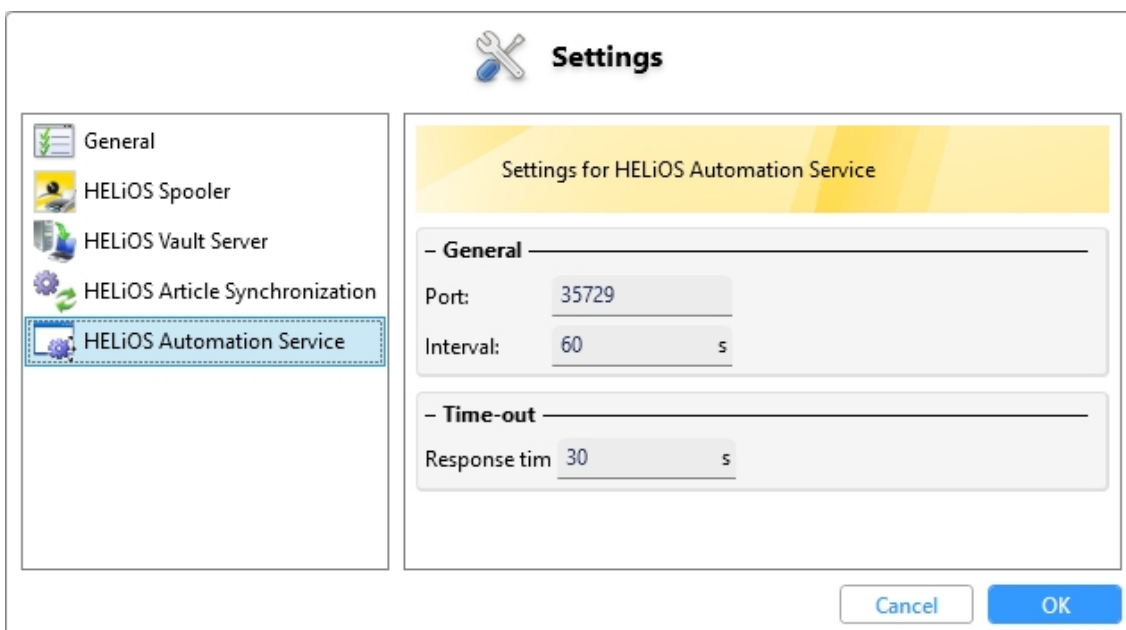 Settings
General
HELiOS Spooler
HELiOS Vault Server
HELiOS Article Synchronization
HELiOS Automation Service
Settings for HELiOS Automation Service
– General
Port: 35729
Interval: 60 s
– Time-out
Response tim 30 s
Cancel OK